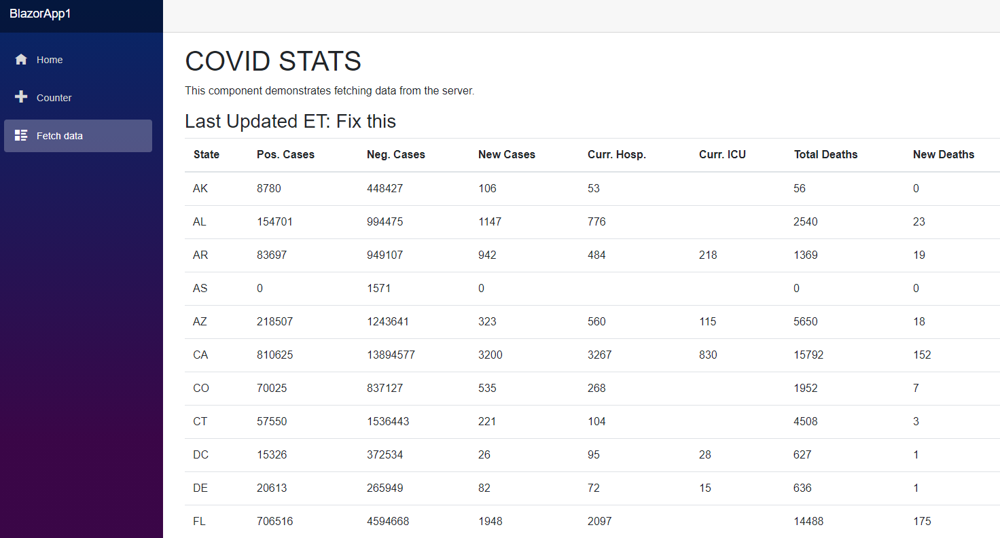 BlazorApp1
Home
Counter
Fetch data
COVID STATS
This component demonstrates fetching data from the server.
Last Updated ET: Fix this
State Pos. Cases Neg. Cases New Cases Curr. Hosp. Curr. ICU Total Deaths New Deaths
AK 8780 448427 106 53 56 0
AL 154701 994475 1147 776 2540 23
AR 83697 949107 942 484 218 1369 19
AS 0 1571 0 0 0
AZ 218507 1243641 323 560 115 5650 18
CA 810625 13894577 3200 3267 830 15792 152
CO 70025 837127 535 268 1952 7
CT 57550 1536443 221 104 4508 3
DC 15326 372534 26 95 28 627 1
DE 20613 265949 82 72 15 636 1
FL 706516 4594668 1948 2097 14488 175